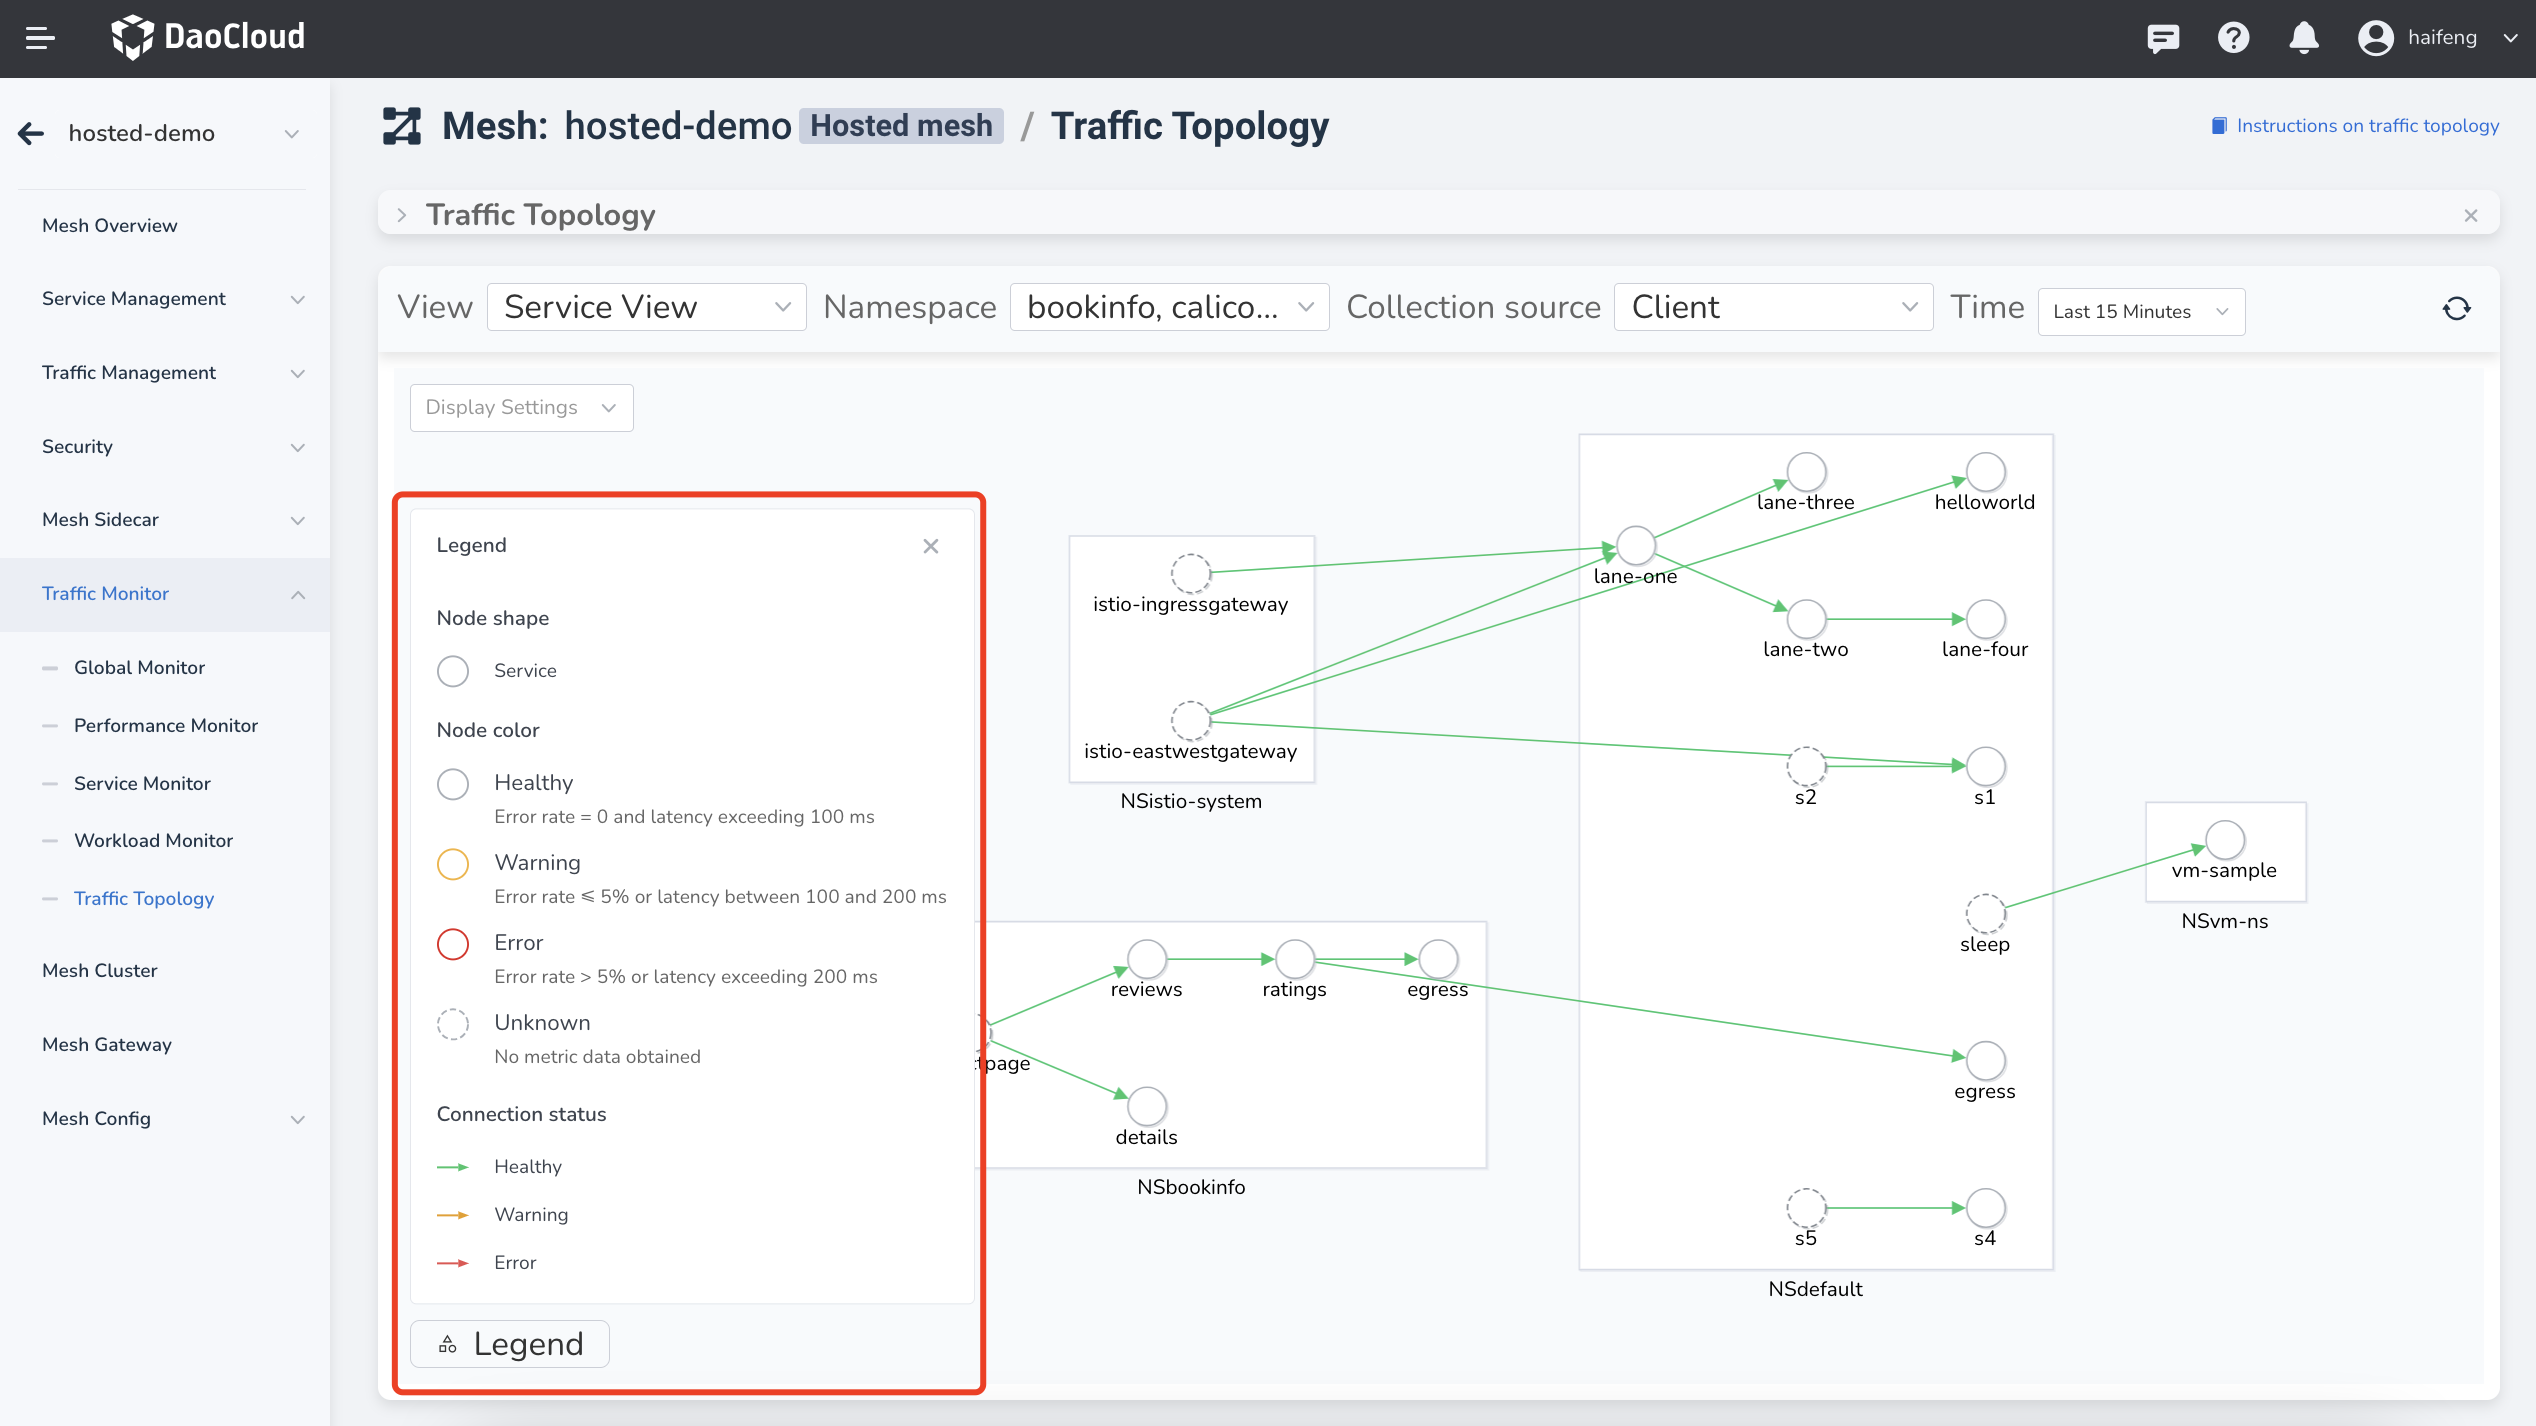 DaoCloud
haifeng
hosted-demo
Mesh Overview
Service Management
Traffic Management
Security
Mesh Sidecar
Traffic Monitor
Global Monitor
Performance Monitor
Service Monitor
Workload Monitor
Traffic Topology
Mesh Cluster
Mesh Gateway
Mesh Config
Mesh: hosted-demo Hosted mesh / Traffic Topology
Instructions on traffic topology
Traffic Topology
View Service View Namespace bookinfo, calico... Collection source Client Time Last 15 Minutes
Display Settings
Legend
Node shape
Service
Node color
Healthy
Error rate = 0 and latency exceeding 100 ms
Warning
Error rate ⩽ 5% or latency between 100 and 200 ms
Error
Error rate > 5% or latency exceeding 200 ms
Unknown
No metric data obtained
Connection status
Healthy
Warning
Error
Legend
istio-ingressgateway
istio-eastwestgateway
NSistio-system
reviews
ratings
egress
tpage
details
NSbookinfo
lane-three
helloworld
lane-one
lane-two
lane-four
s2
s1
sleep
egress
s5
s4
NSdefault
vm-sample
NSvm-ns